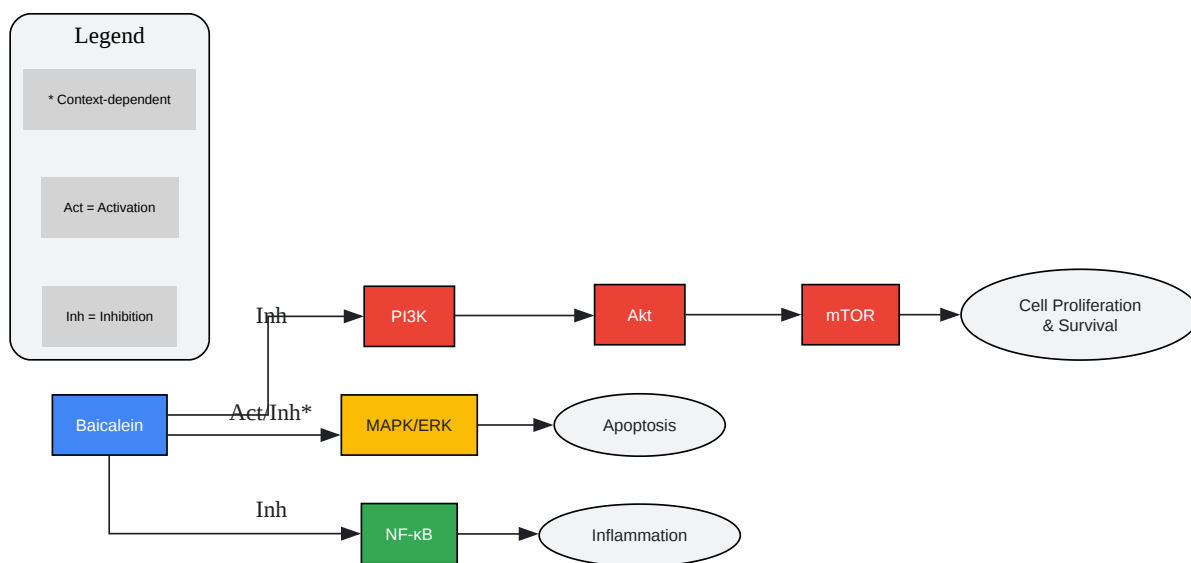 Legend
* Context-dependent
Act = Activation
Inh = Inhibition
Inh
PI3K
Akt
mTOR
Cell Proliferation
& Survival
Baicalein
Act/Inh*
MAPK/ERK
Apoptosis
Inh
NF-κB
Inflammation